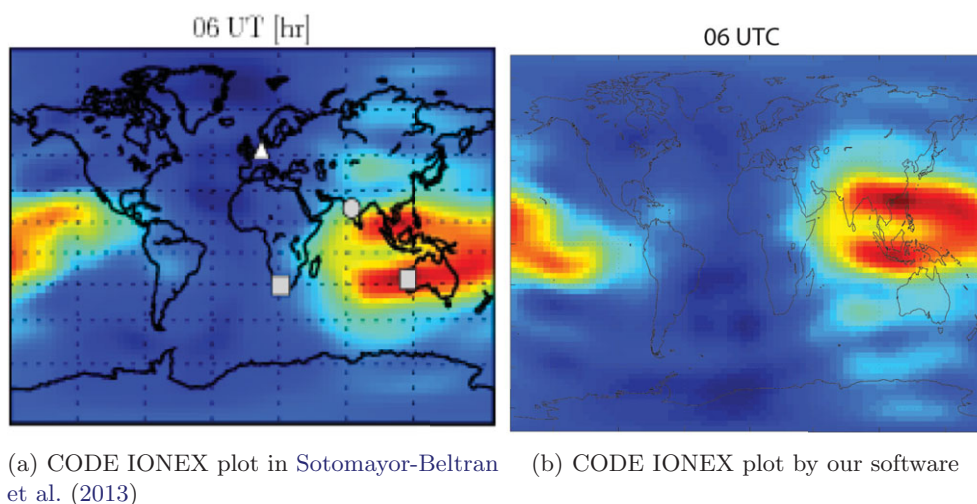 06 UT [hr]
06 UTC
(a) CODE IONEX plot in Sotomayor-Beltran
et al. (2013)
(b) CODE IONEX plot by our software